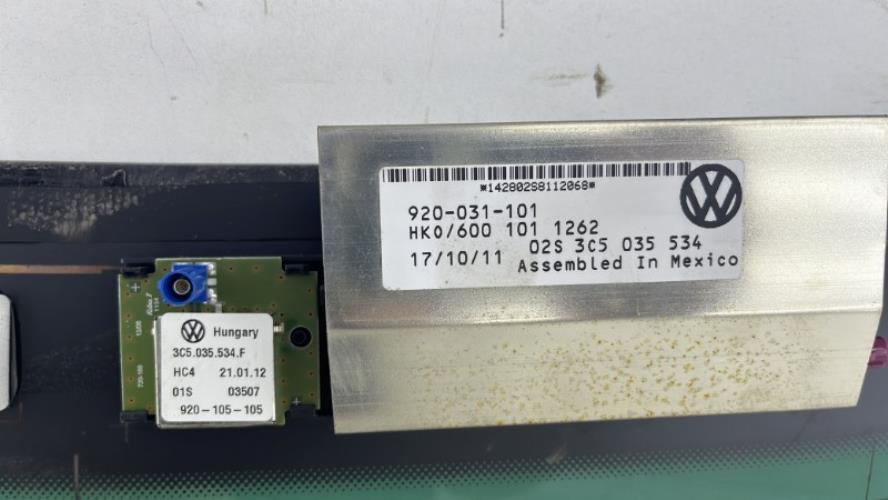 *142802S8112068*
920-031-101
HK0/600 101 1262
02S 3C5 035 534
17/10/11 Assembled In Mexico
Hungary
3C5.035.534.F
HC4 21.01.12
01S 03507
920-105-105